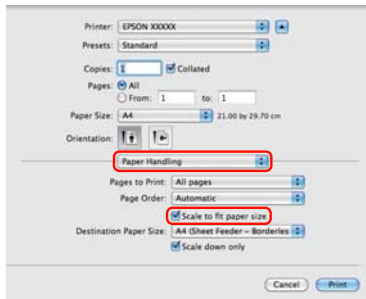 Printer: EPSON XXXXX
Presets: Standard
Copies: 1 Collated
Pages: All
From: 1 to: 1
Paper Size: A4 21.00 by 29.70 cm
Orientation:
Paper Handling
Pages to Print: All pages
Page Order: Automatic
Scale to fit paper size
Destination Paper Size: A4 (Sheet Feeder – Borderles
Scale down only
Cancel Print